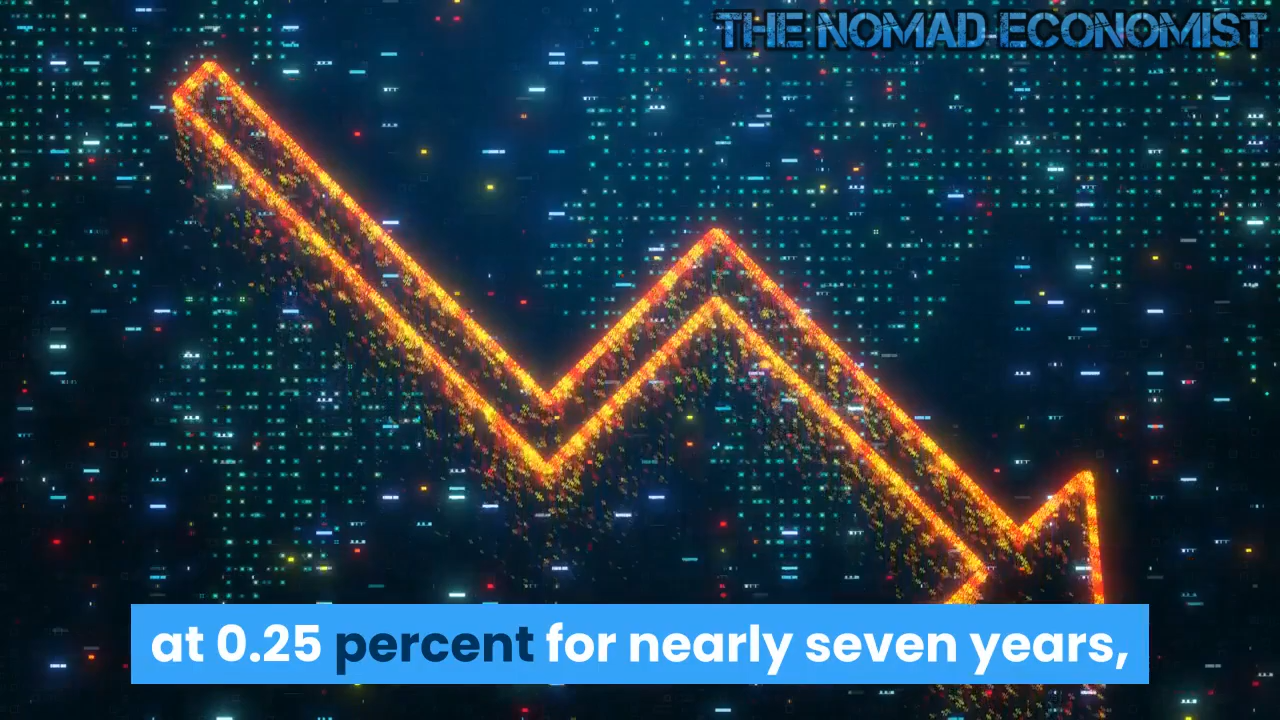 THE NOMAD ECONOMIST
at 0.25 percent for nearly seven years,